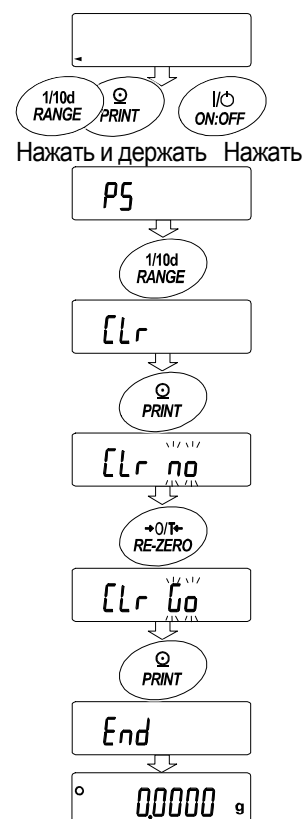 1/10d RANGE PRINT I/ ON:OFF
Нажать и держать Нажать
PS
1/10d
RANGE
CLr
PRINT
CLr no
→0/T←
RE-ZERO
CLr Go
PRINT
End
0.0000 g